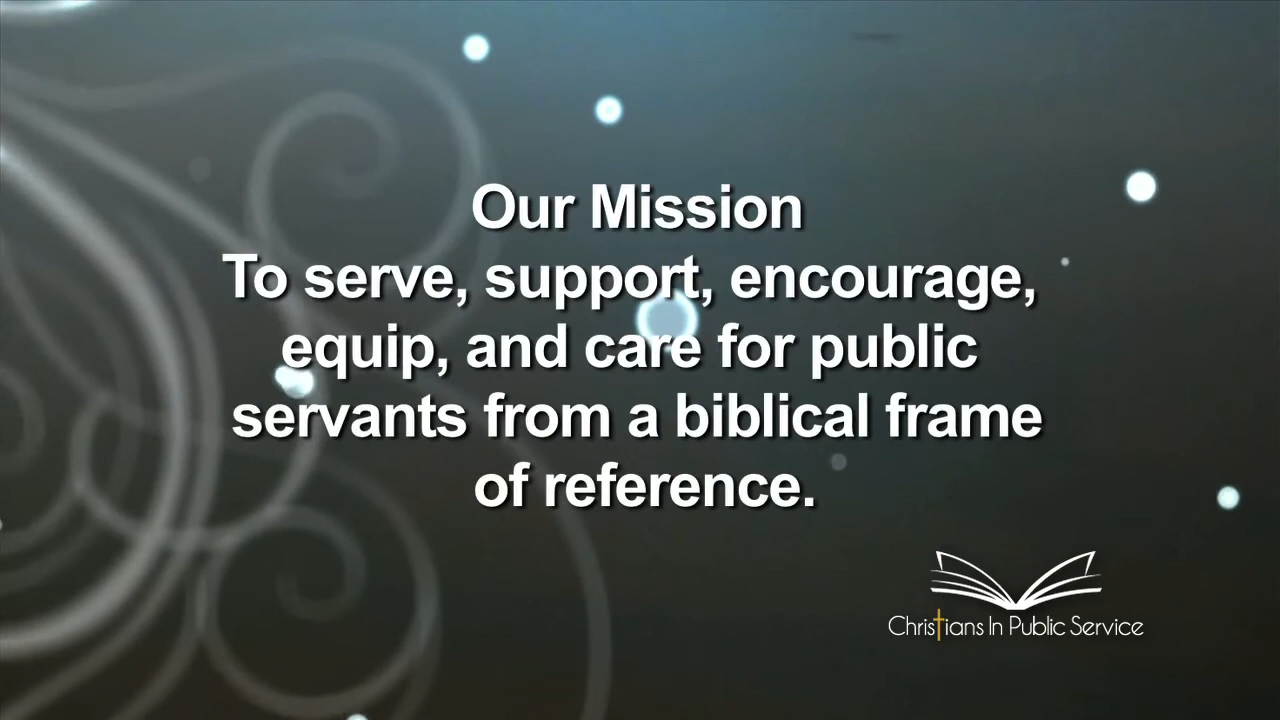 Our Mission
To serve, support, encourage,
equip, and care for public
servants from a biblical frame
of reference.
Christians In Public Service